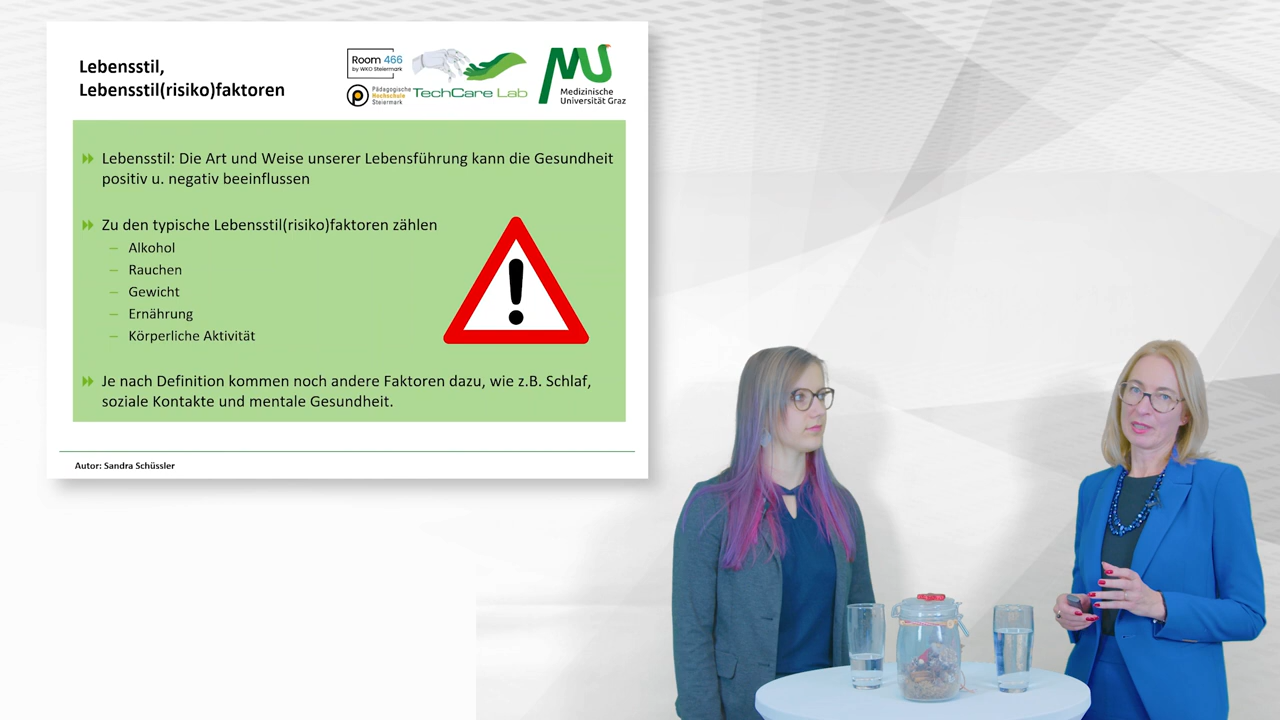 Lebensstil,
Lebensstil(risiko)faktoren
Room 466
by WKO Steiermark
Pädagogische
Hochschule
Steiermark
TechCare Lab
Medizinische
Universität Graz
Lebensstil: Die Art und Weise unserer Lebensführung kann die Gesundheit
positiv u. negativ beeinflussen
Zu den typische Lebensstil(risiko)faktoren zählen
– Alkohol
– Rauchen
– Gewicht
– Ernährung
– Körperliche Aktivität
Je nach Definition kommen noch andere Faktoren dazu, wie z.B. Schlaf,
soziale Kontakte und mentale Gesundheit.
Autor: Sandra Schüssler